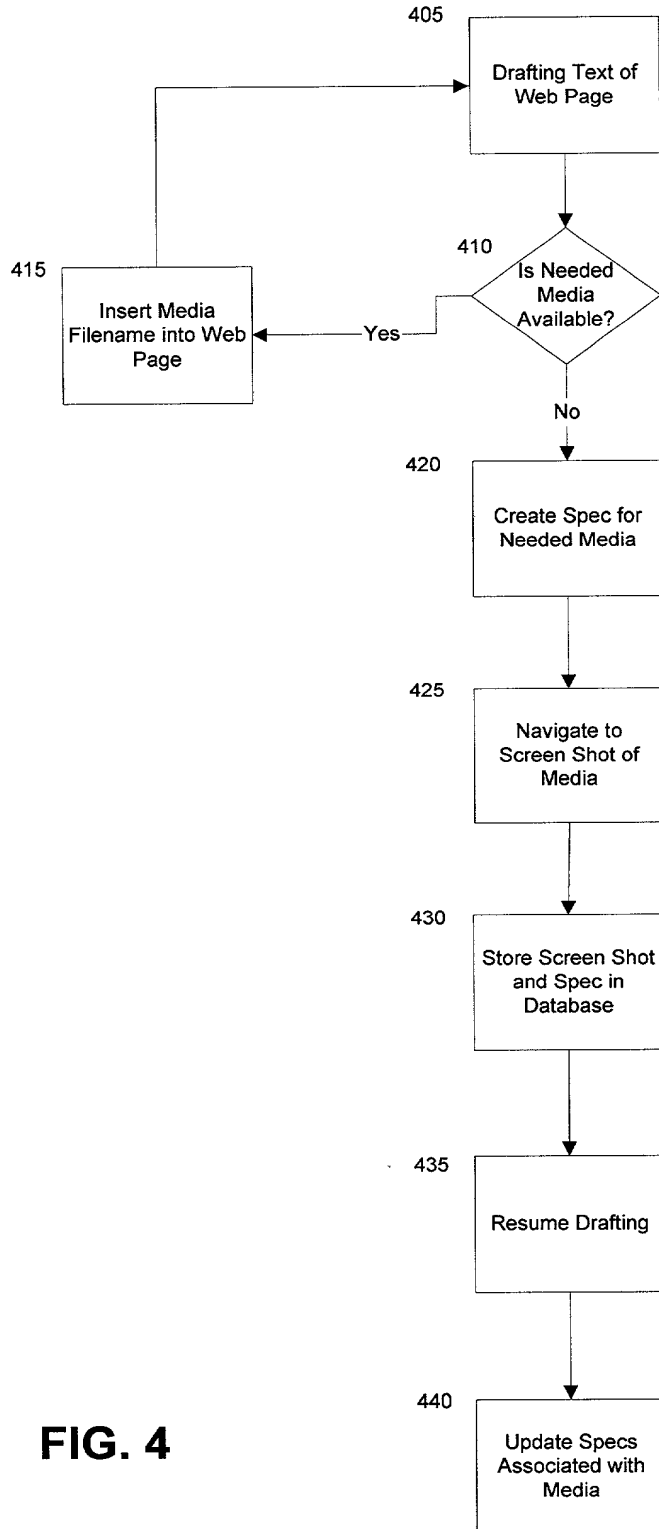 405
Drafting Text of
Web Page
410
Is Needed
Media
Available?
Yes
415
Insert Media
Filename into Web
Page
No
420
Create Spec for
Needed Media
425
Navigate to
Screen Shot of
Media
430
Store Screen Shot
and Spec in
Database
435
Resume Drafting
440
Update Specs
Associated with
Media
FIG. 4